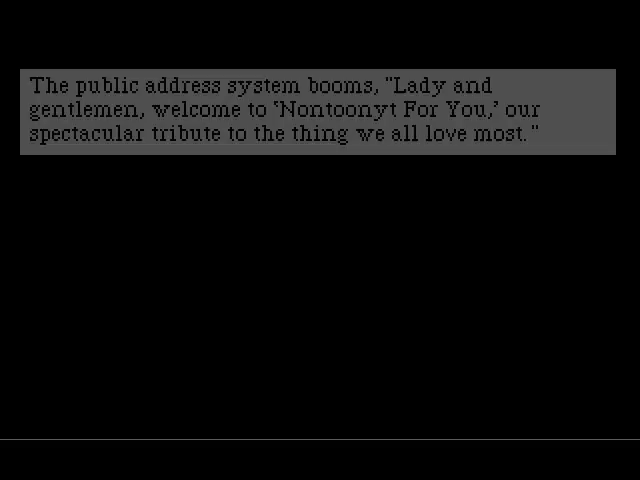 The public address system booms, "Lady and
gentlemen, welcome to 'Nontoonyt For You,' our
spectacular tribute to the thing we all love most."